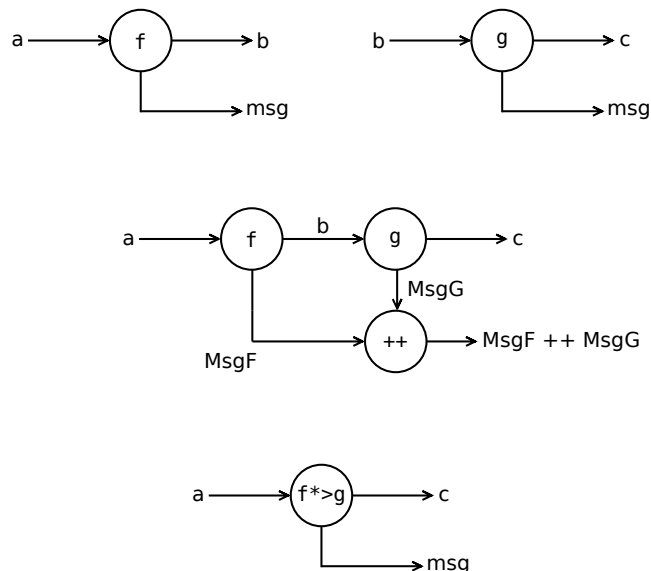 a f b
msg
b g c
msg
a f b g c
MsgG
MsgF ++ MsgF ++ MsgG
a f*>g c
msg